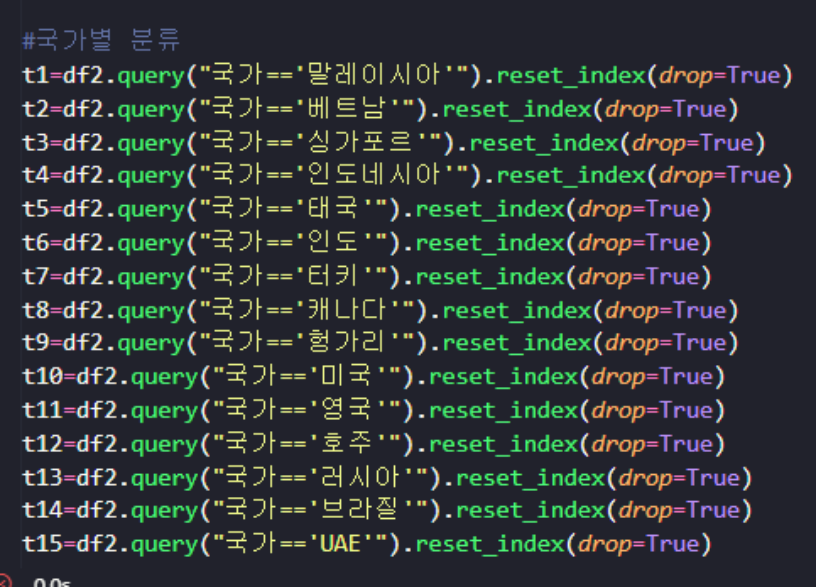 #국가별 분류
t1=df2.query("국가=='말레이시아'").reset_index(drop=True)
t2=df2.query("국가=='베트남'").reset_index(drop=True)
t3=df2.query("국가=='싱가포르'").reset_index(drop=True)
t4=df2.query("국가=='인도네시아'").reset_index(drop=True)
t5=df2.query("국가=='태국'").reset_index(drop=True)
t6=df2.query("국가=='인도'").reset_index(drop=True)
t7=df2.query("국가=='터키'").reset_index(drop=True)
t8=df2.query("국가=='캐나다'").reset_index(drop=True)
t9=df2.query("국가=='헝가리'").reset_index(drop=True)
t10=df2.query("국가=='미국'").reset_index(drop=True)
t11=df2.query("국가=='영국'").reset_index(drop=True)
t12=df2.query("국가=='호주'").reset_index(drop=True)
t13=df2.query("국가=='러시아'").reset_index(drop=True)
t14=df2.query("국가=='브라질'").reset_index(drop=True)
t15=df2.query("국가=='UAE'").reset_index(drop=True)
0.0s